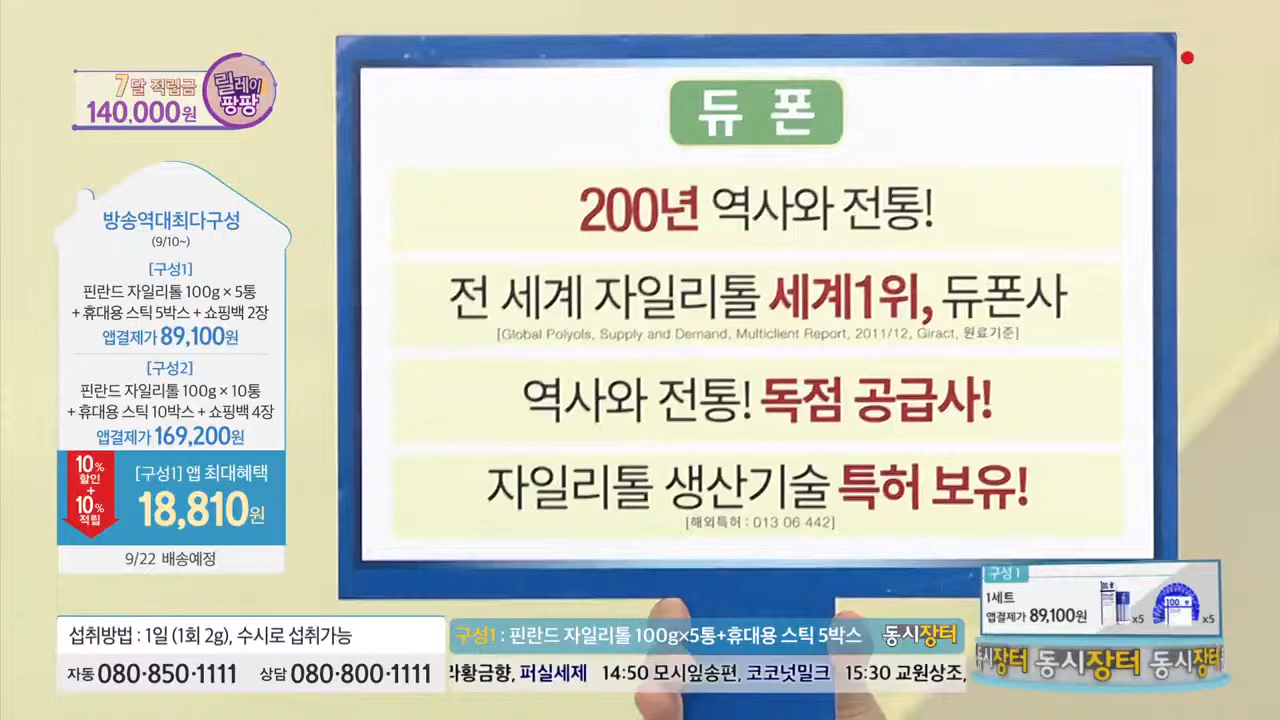 7달 적립금
140,000원
릴레이
팡팡
방송역대최다구성
(9/10~)
[구성1]
핀란드 자일리톨 100g × 5통
+ 휴대용 스틱 5박스 + 쇼핑백 2장
앱결제가 89,100원
[구성2]
핀란드 자일리톨 100g × 10통
+ 휴대용 스틱 10박스 + 쇼핑백 4장
앱결제가 169,200원
10%
할인
+
10%
적립
[구성1] 앱 최대혜택
18,810원
9/22 배송예정
듀 폰
200년 역사와 전통!
전 세계 자일리톨 세계1위, 듀폰사
[Global Polyols, Supply and Demand, Multiclient Report, 2011/12, Giract, 원료기준]
역사와 전통! 독점 공급사!
자일리톨 생산기술 특허 보유!
[해외특허 : 013 06 442]
구성1
1세트
앱결제가 89,100원
x5
100
x5
섭취방법 : 1일 (1회 2g), 수시로 섭취가능
구성1 : 핀란드 자일리톨 100g×5통+휴대용 스틱 5박스
동시장터
자동 080·850·1111 상담 080·800·1111
라황금향, 퍼실세제 14:50 모시잎송편, 코코넛밀크 15:30 교원상조,
시장터 동시장터 동시장터